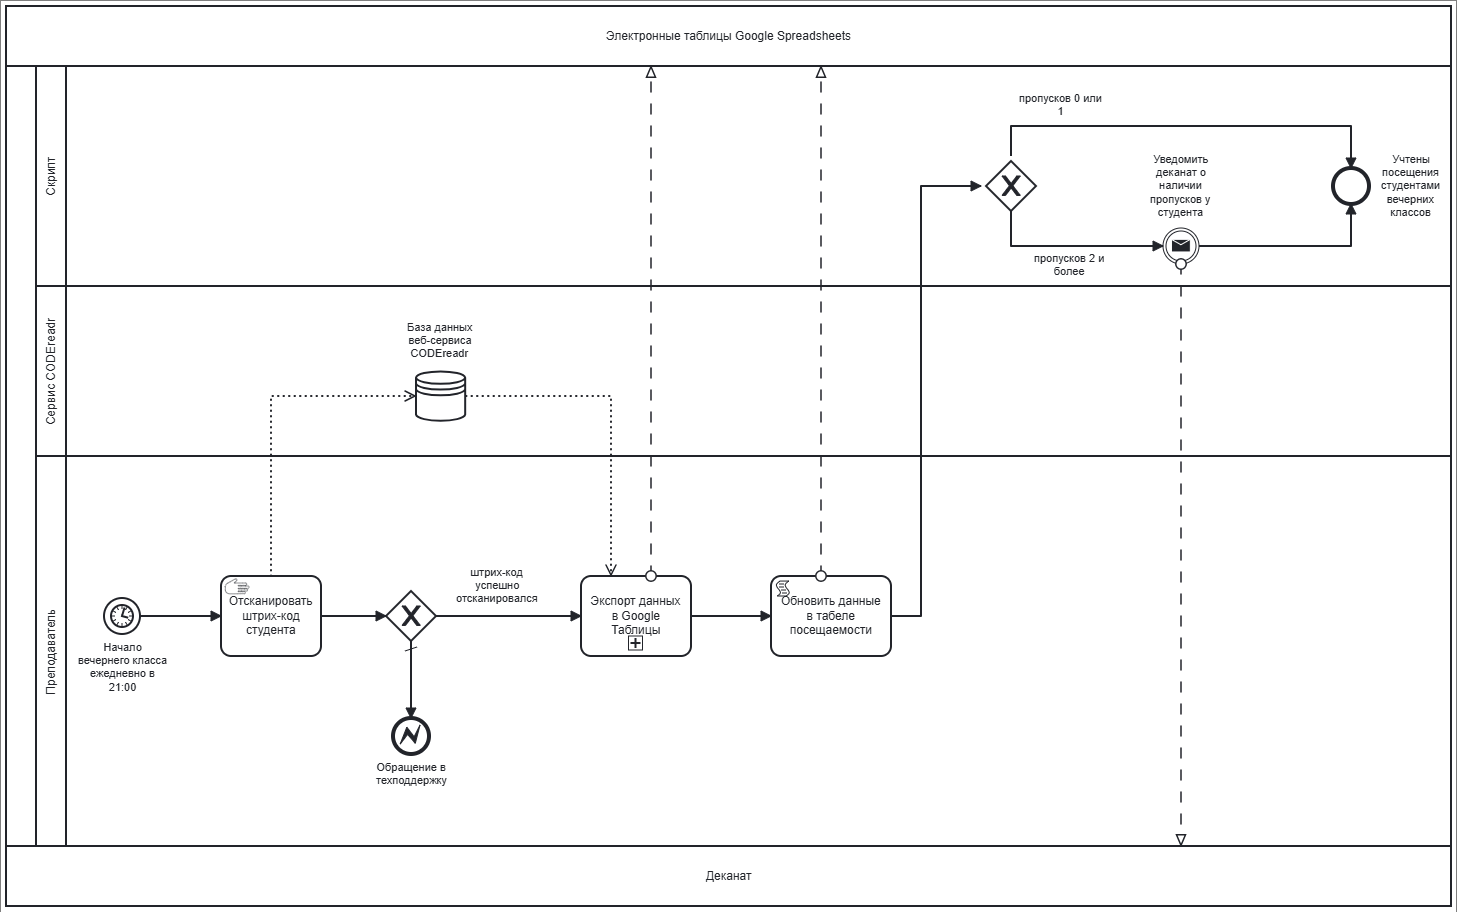 Электронные таблицы Google Spreadsheets
Скрипт
пропусков 0 или
1
Уведомить
деканат о
наличии
пропусков у
студента
Учтены
посещения
студентами
вечерних
классов
пропусков 2 и
более
Сервис CODEreadr
База данных
веб-сервиса
CODEreadr
Преподаватель
Начало
вечернего класса
ежедневно в
21:00
Отсканировать
штрих-код
студента
штрих-код
успешно
отсканировался
Обращение в
техподдержку
Экспорт данных
в Google
Таблицы
Обновить данные
в табеле
посещаемости
Деканат